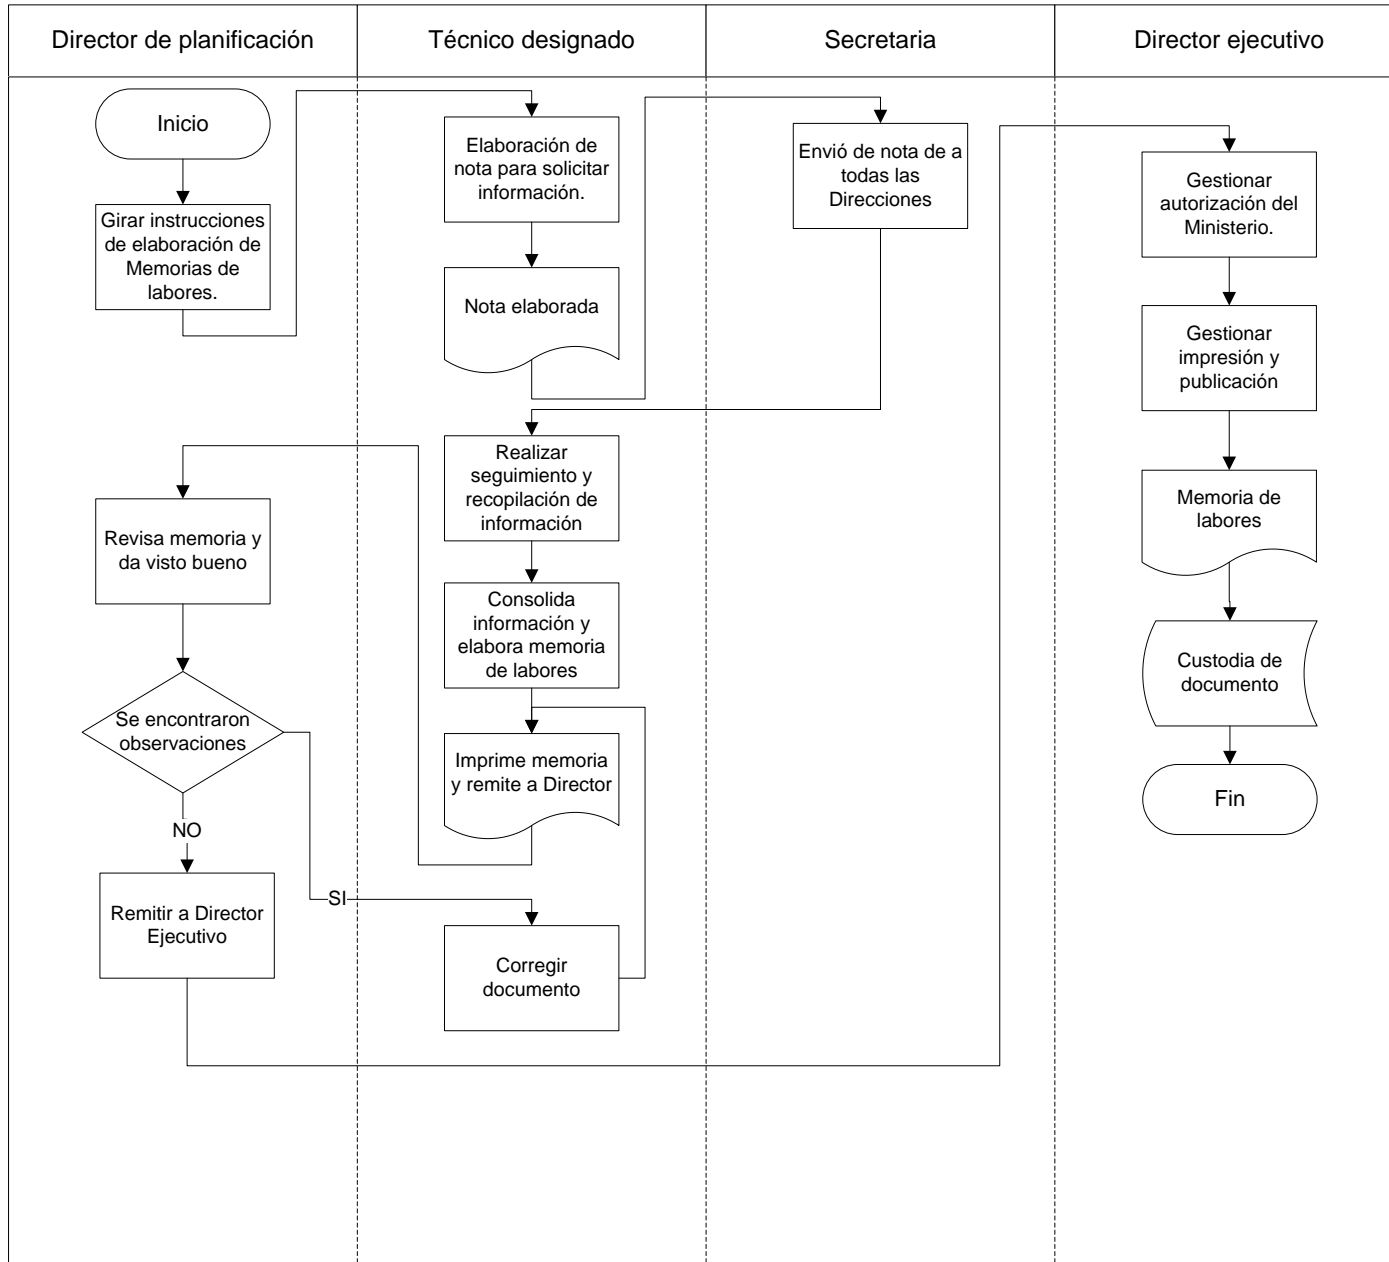 Director de planificación
Técnico designado
Secretaria
Director ejecutivo
Inicio
Girar instrucciones
de elaboración de
Memorias de
labores.
Elaboración de
nota para solicitar
información.
Nota elaborada
Envió de nota de a
todas las
Direcciones
Realizar
seguimiento y
recopilación de
información
Consolida
información y
elabora memoria
de labores
Imprime memoria
y remite a Director
Revisa memoria y
da visto bueno
Se encontraron
observaciones
NO
SI
Remitir a Director
Ejecutivo
Corregir
documento
Gestionar
autorización del
Ministerio.
Gestionar
impresión y
publicación
Memoria de
labores
Custodia de
documento
Fin